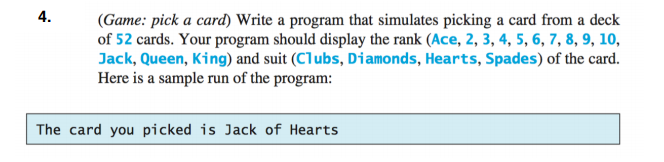 4. (Game: pick a card) Write a program that simulates picking a card from a deck
of 52 cards. Your program should display the rank (Ace, 2, 3, 4, 5, 6, 7, 8, 9, 10,
Jack, Queen, King) and suit (Clubs, Diamonds, Hearts, Spades) of the card.
Here is a sample run of the program:
The card you picked is Jack of Hearts